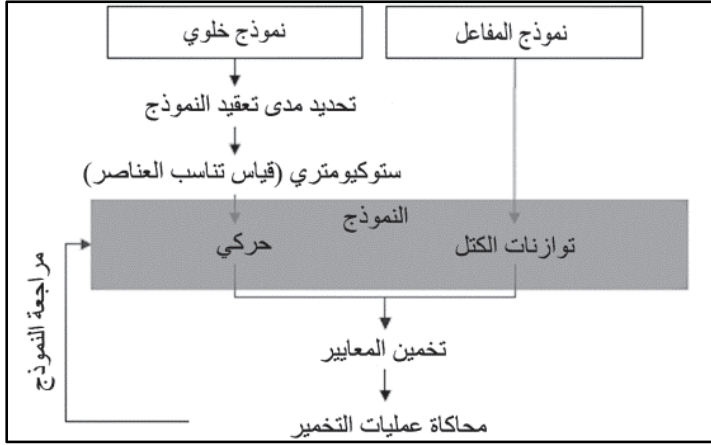 نموذج خلوي
نموذج المفاعل
تحديد مدى تعقيد النموذج
ستوكيومتري (قياس تناسب العناصر)
النموذج
حركي
توازنات الكتل
تخمين المعايير
محاكاة عمليات التخمير
مراجعة النموذج